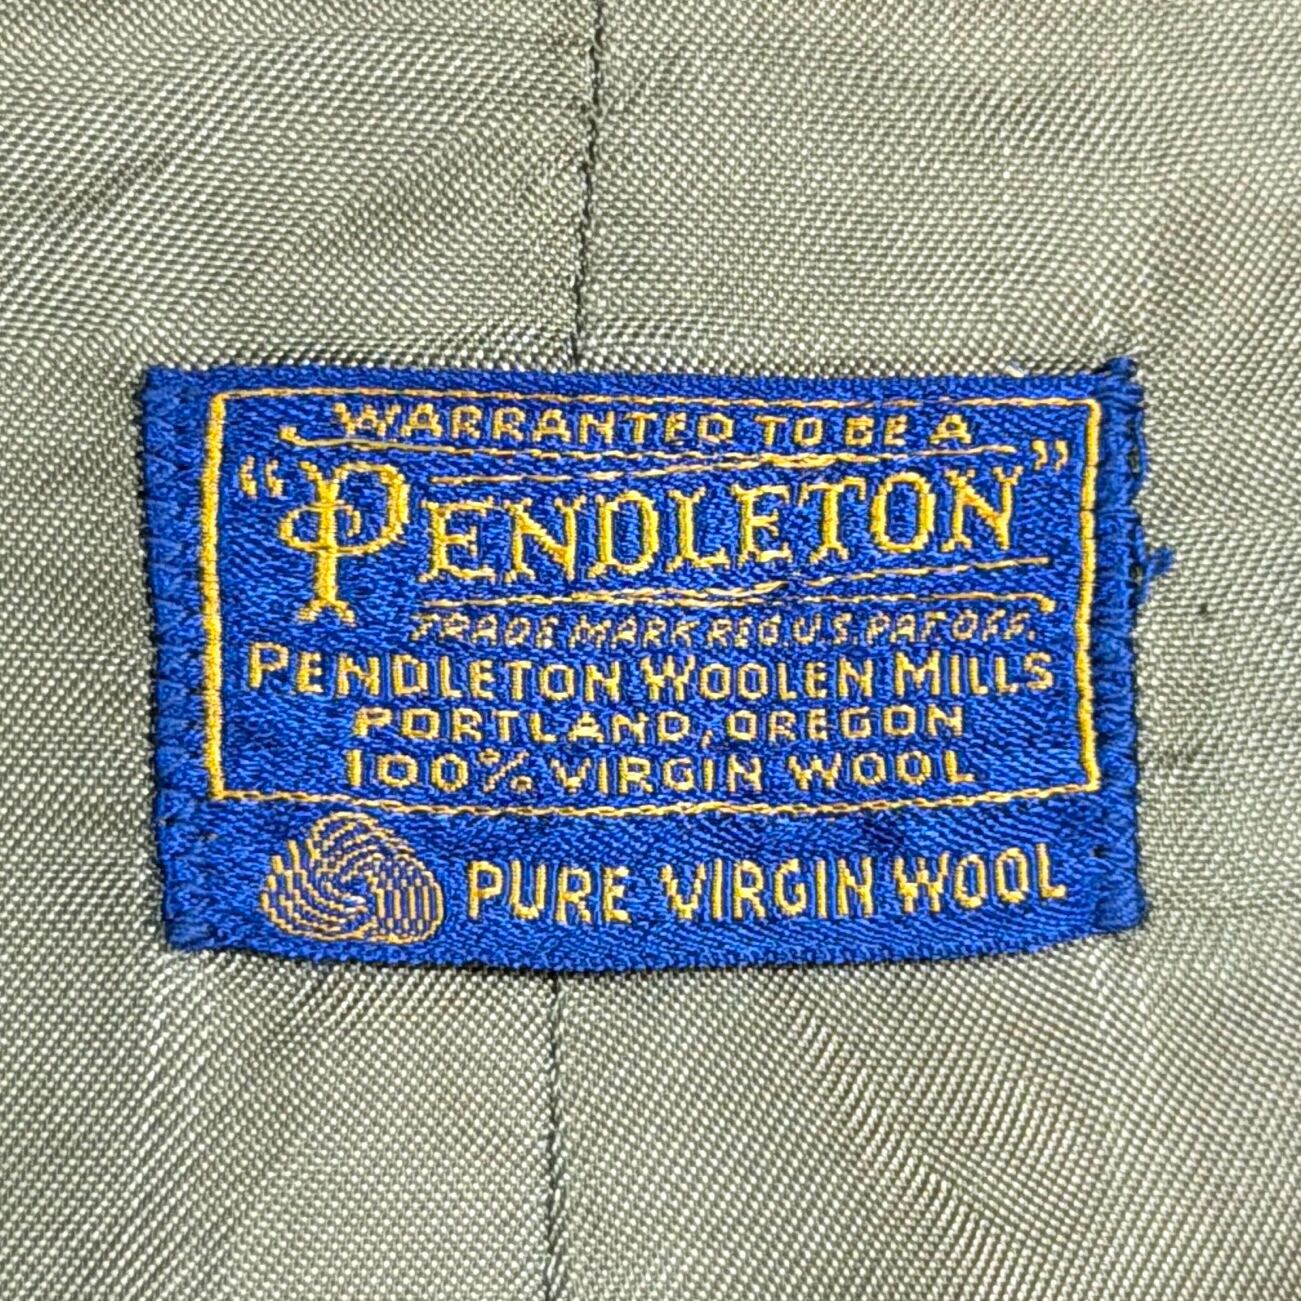 WARRANTED TO BE A
"PENDLETON"
TRADE MARK REG. U.S. PAT. OFF.
PENDLETON WOOLEN MILLS
PORTLAND, OREGON
100% VIRGIN WOOL
PURE VIRGIN WOOL